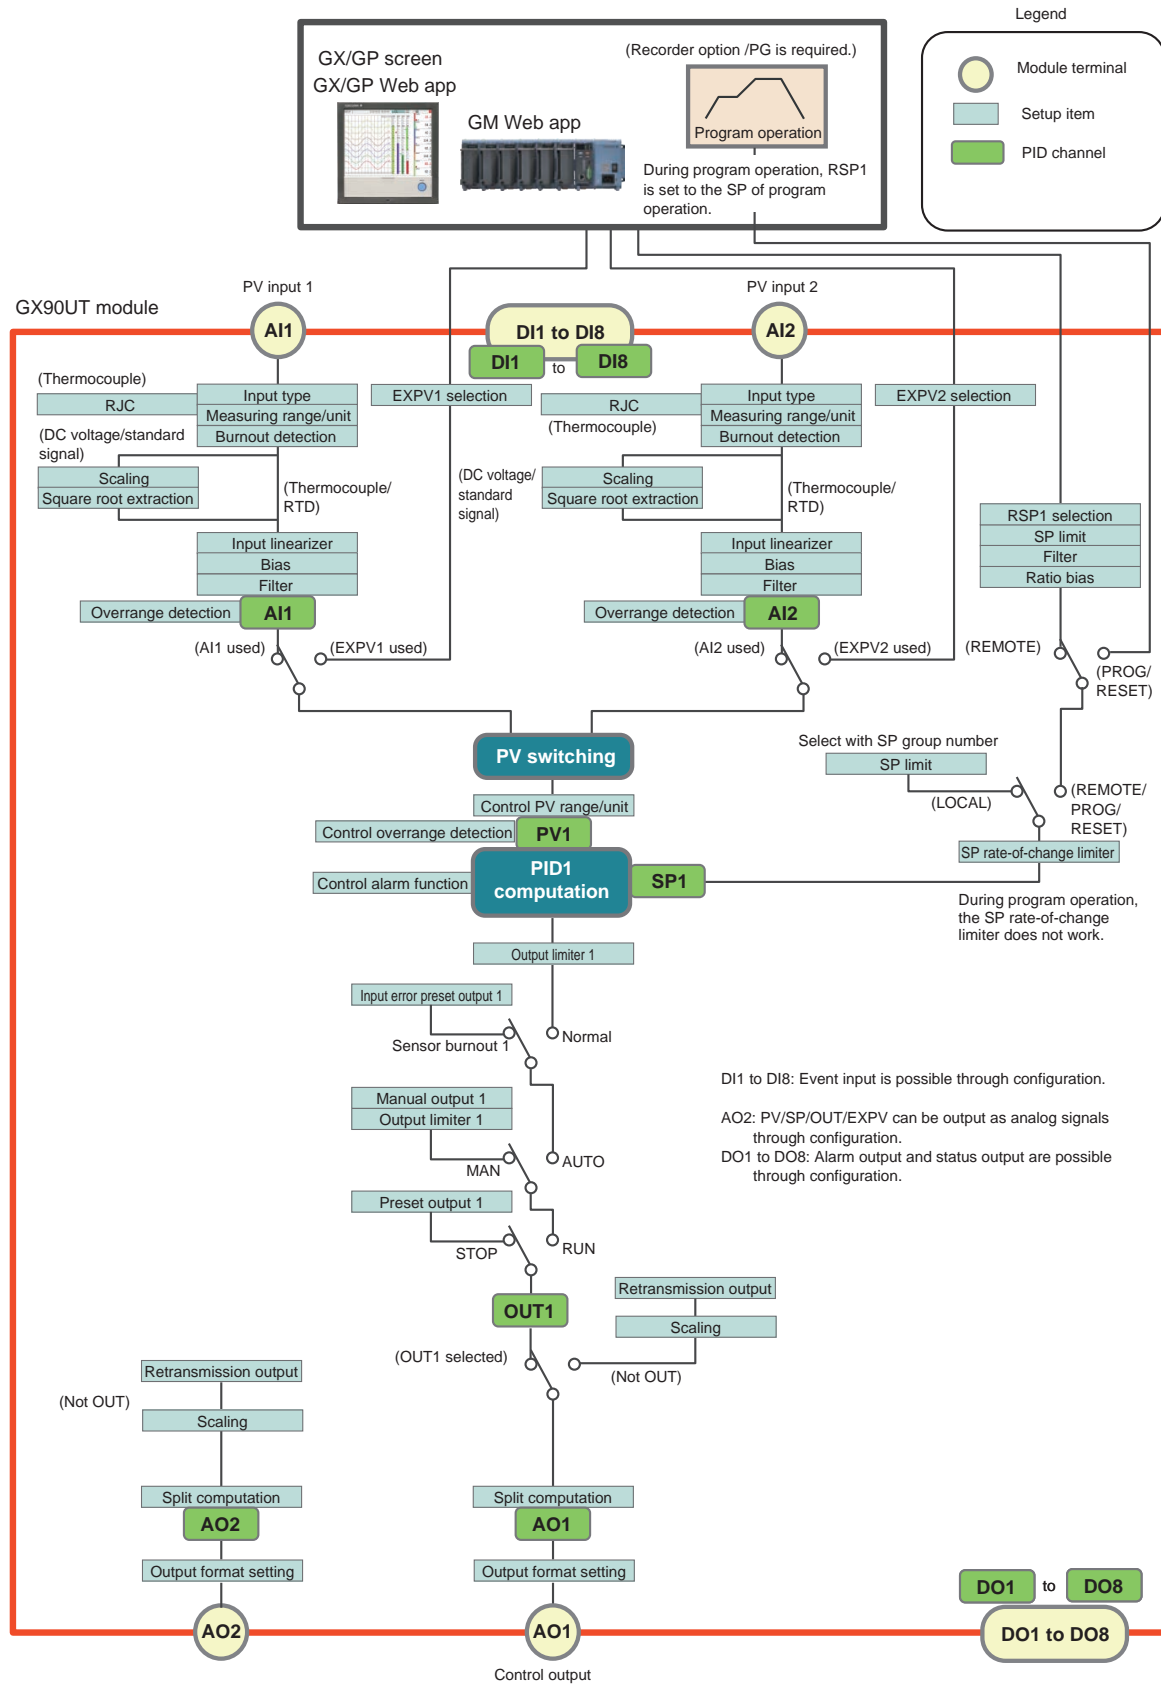 Legend
GX/GP screen
GX/GP Web app
GM Web app
(Recorder option /PG is required.)
Program operation
During program operation, RSP1
is set to the SP of program
operation.
Module terminal
Setup item
PID channel
GX90UT module
PV input 1
PV input 2
AI1
DI1 to DI8
AI2
DI1
to
DI8
(Thermocouple)
RJC
Input type
Measuring range/unit
Burnout detection
EXPV1 selection
RJC
(Thermocouple)
Input type
Measuring range/unit
Burnout detection
EXPV2 selection
(DC voltage/standard
signal)
Scaling
Square root extraction
(Thermocouple/
RTD)
(DC voltage/
standard
signal)
Scaling
Square root extraction
(Thermocouple/
RTD)
RSP1 selection
SP limit
Filter
Ratio bias
Input linearizer
Bias
Filter
Overrange detection
AI1
Input linearizer
Bias
Filter
Overrange detection
AI2
(AI1 used)
(EXPV1 used)
(AI2 used)
(EXPV2 used)
(REMOTE)
(PROG/
RESET)
PV switching
Select with SP group number
SP limit
(LOCAL)
(REMOTE/
PROG/
RESET)
Control PV range/unit
Control overrange detection
PV1
Control alarm function
PID1
computation
SP1
SP rate-of-change limiter
During program operation,
the SP rate-of-change
limiter does not work.
Output limiter 1
Input error preset output 1
Sensor burnout 1
Normal
Manual output 1
Output limiter 1
MAN
AUTO
Preset output 1
STOP
RUN
DI1 to DI8: Event input is possible through configuration.
AO2: PV/SP/OUT/EXPV can be output as analog signals
through configuration.
DO1 to DO8: Alarm output and status output are possible
through configuration.
OUT1
Retransmission output
Scaling
(OUT1 selected)
(Not OUT)
Retransmission output
(Not OUT)
Scaling
Split computation
AO2
Output format setting
AO2
Split computation
AO1
Output format setting
AO1
Control output
DO1
to
DO8
DO1 to DO8